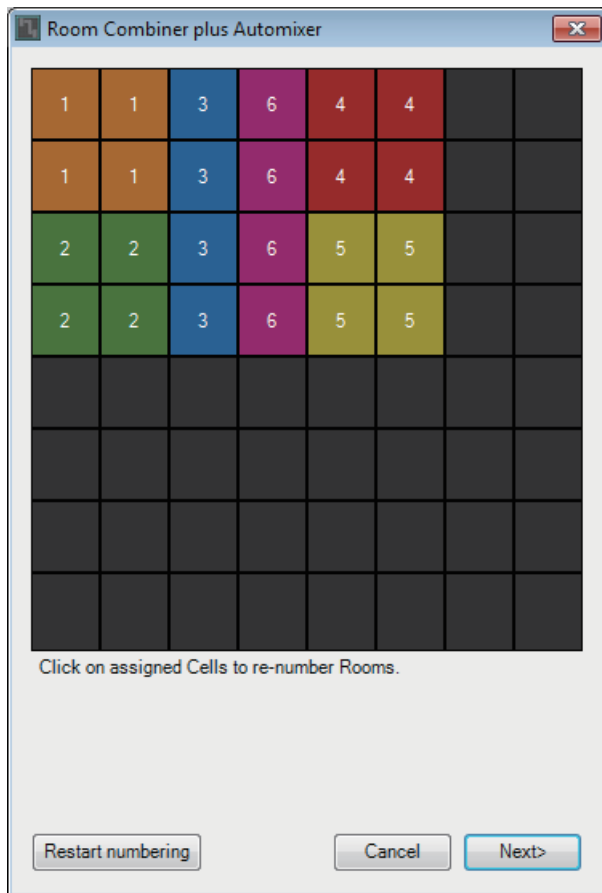 Room Combiner plus Automixer
1 1 3 6 4 4
1 1 3 6 4 4
2 2 3 6 5 5
2 2 3 6 5 5
Click on assigned Cells to re-number Rooms.
Restart numbering Cancel Next>